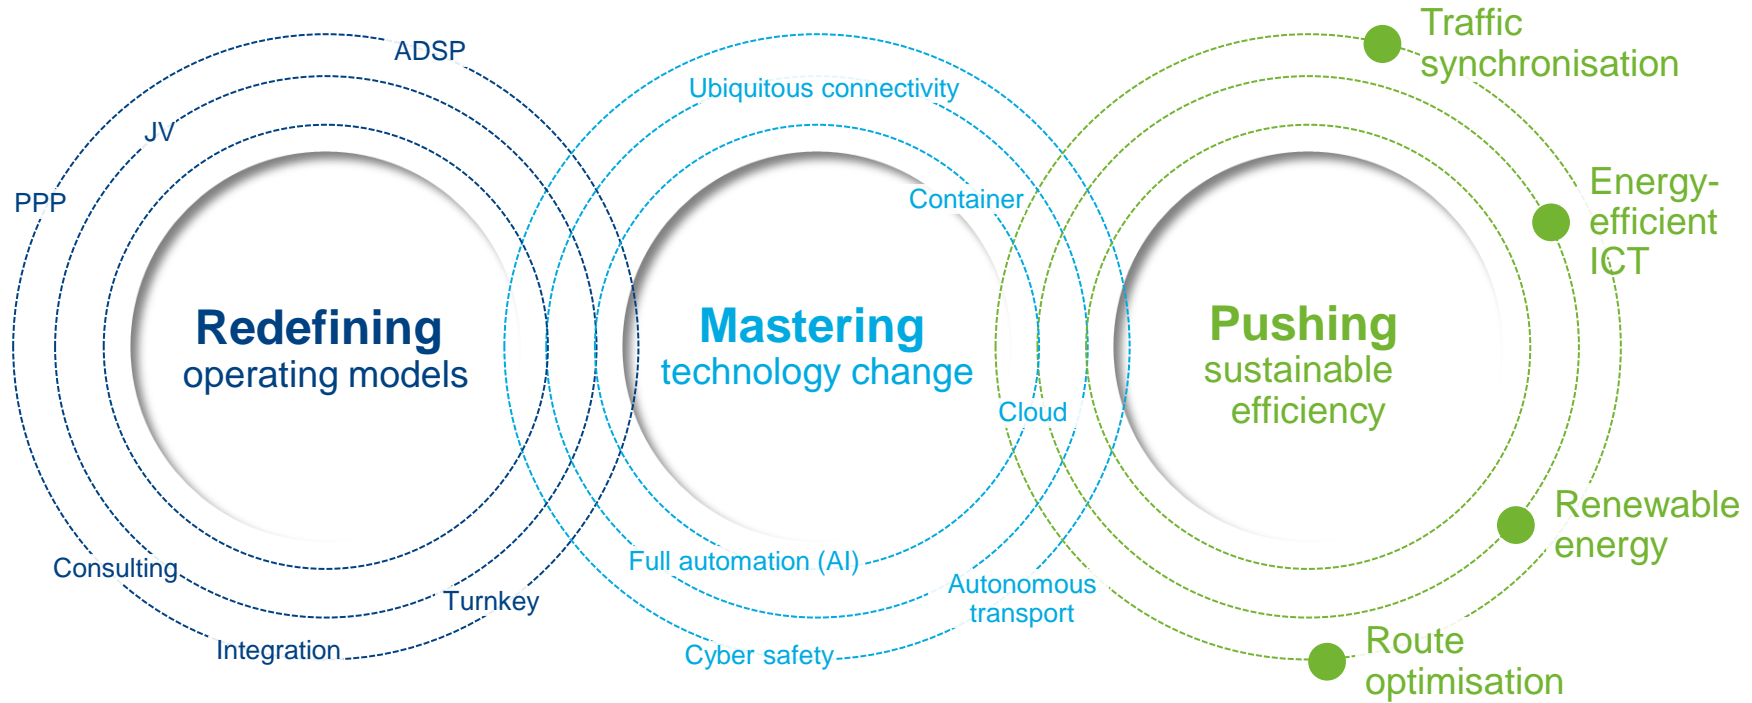 ADSP
JV
PPP
Redefining
operating models
Consulting
Turnkey
Integration
Ubiquitous connectivity
Container
Mastering
technology change
Cloud
Full automation (AI)
Autonomous
transport
Cyber safety
Traffic
synchronisation
Energy-
efficient
ICT
Pushing
sustainable
efficiency
Renewable
energy
Route
optimisation